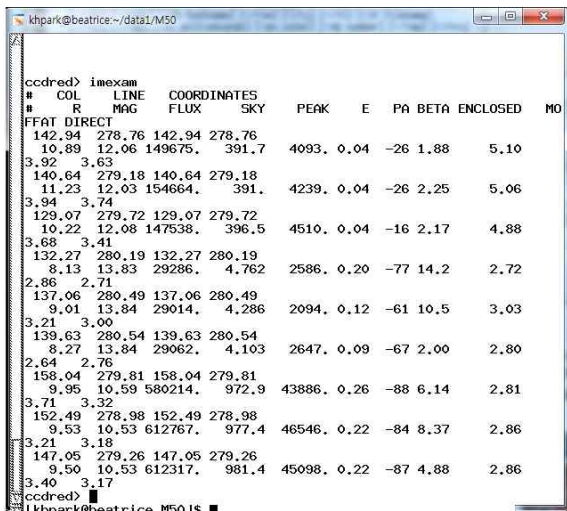 khpark@beatrice:~/data1/M50
ccdred> imexam
# COL LINE COORDINATES
# R MAG FLUX SKY PEAK E PA BETA ENCLOSED MO
FFAT DIRECT
142.94 278.76 142.94 278.76
10.89 12.06 149675. 391.7 4093. 0.04 -26 1.88 5.10
3.92 3.63
140.64 279.18 140.64 279.18
11.23 12.03 154664. 391. 4239. 0.04 -26 2.25 5.06
3.94 3.74
129.07 279.72 129.07 279.72
10.22 12.08 147538. 396.5 4510. 0.04 -16 2.17 4.88
3.68 3.41
132.27 280.19 132.27 280.19
8.13 13.83 29286. 4.762 2586. 0.20 -77 14.2 2.72
2.86 2.71
137.06 280.49 137.06 280.49
9.01 13.84 29014. 4.286 2094. 0.12 -61 10.5 3.03
3.21 3.00
139.63 280.54 139.63 280.54
8.27 13.84 29062. 4.103 2647. 0.09 -67 2.00 2.80
2.64 2.76
158.04 279.81 158.04 279.81
9.95 10.59 580214. 972.9 43886. 0.26 -88 6.14 2.81
3.71 3.32
152.49 278.98 152.49 278.98
9.53 10.53 612767. 977.4 46546. 0.22 -84 8.37 2.86
3.21 3.18
147.05 279.26 147.05 279.26
9.50 10.53 612317. 981.4 45098. 0.22 -87 4.88 2.86
3.40 3.17
ccdred>
[khpark@beatrice M50]$